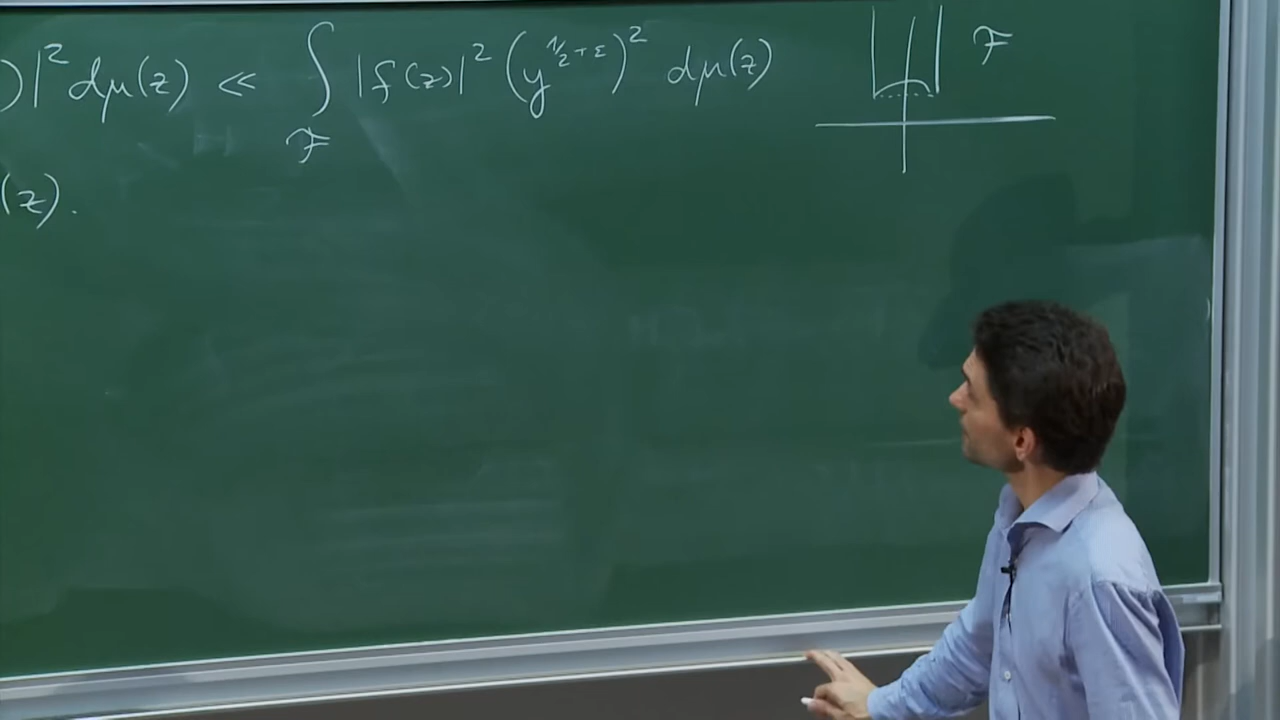 )|² dμ(z) ≪ ∫_ℱ |f(z)|² (y^{1/2+ε})² dμ(z)
ℱ
(z).